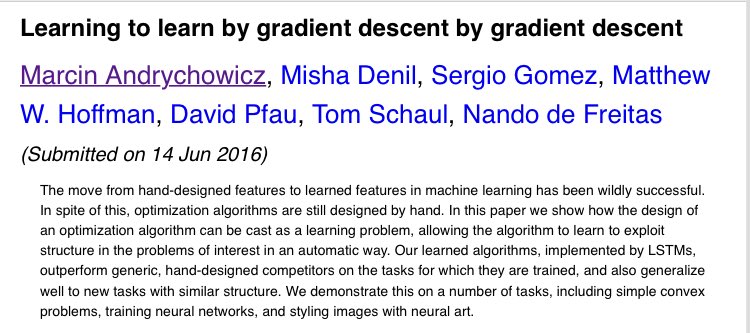 Learning to learn by gradient descent by gradient descent
Marcin Andrychowicz, Misha Denil, Sergio Gomez, Matthew
W. Hoffman, David Pfau, Tom Schaul, Nando de Freitas
(Submitted on 14 Jun 2016)
The move from hand-designed features to learned features in machine learning has been wildly successful.
In spite of this, optimization algorithms are still designed by hand. In this paper we show how the design of
an optimization algorithm can be cast as a learning problem, allowing the algorithm to learn to exploit
structure in the problems of interest in an automatic way. Our learned algorithms, implemented by LSTMs,
outperform generic, hand-designed competitors on the tasks for which they are trained, and also generalize
well to new tasks with similar structure. We demonstrate this on a number of tasks, including simple convex
problems, training neural networks, and styling images with neural art.